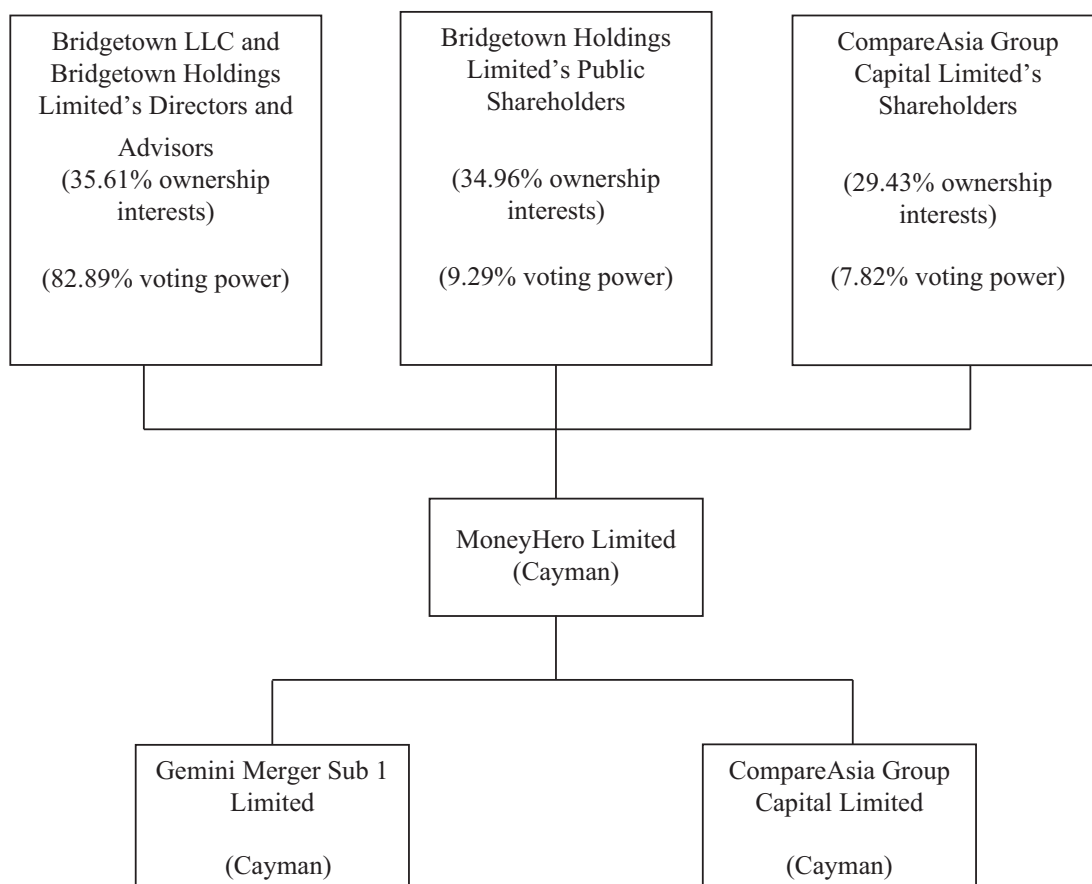 Bridgetown LLC and
Bridgetown Holdings
Limited’s Directors and
Advisors
(35.61% ownership
interests)
(82.89% voting power)
Bridgetown Holdings
Limited’s Public
Shareholders
(34.96% ownership
interests)
(9.29% voting power)
CompareAsia Group
Capital Limited’s
Shareholders
(29.43% ownership
interests)
(7.82% voting power)
MoneyHero Limited
(Cayman)
Gemini Merger Sub 1
Limited
(Cayman)
CompareAsia Group
Capital Limited
(Cayman)